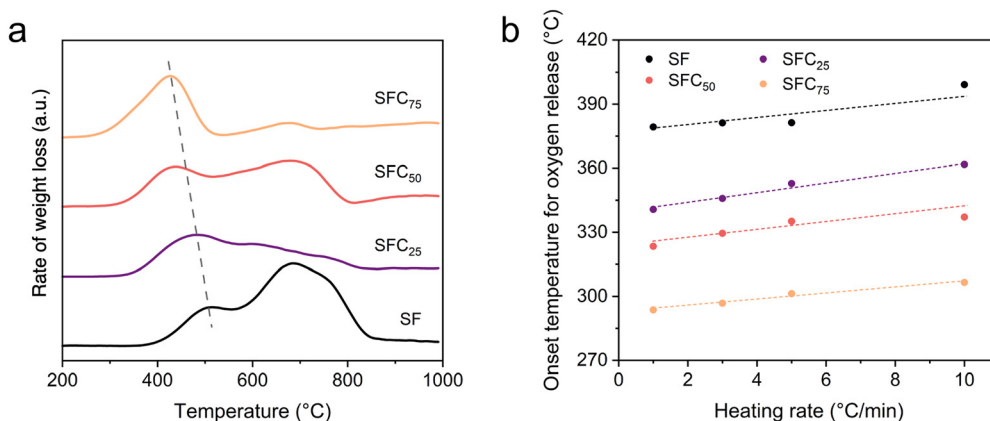 a
Rate of weight loss (a.u.)
SFC₇₅
SFC₅₀
SFC₂₅
SF
200 400 600 800 1000
Temperature (°C)
b
Onset temperature for oxygen release (°C)
420
390
360
330
300
270
SF SFC₂₅
SFC₅₀ SFC₇₅
0 2 4 6 8 10
Heating rate (°C/min)